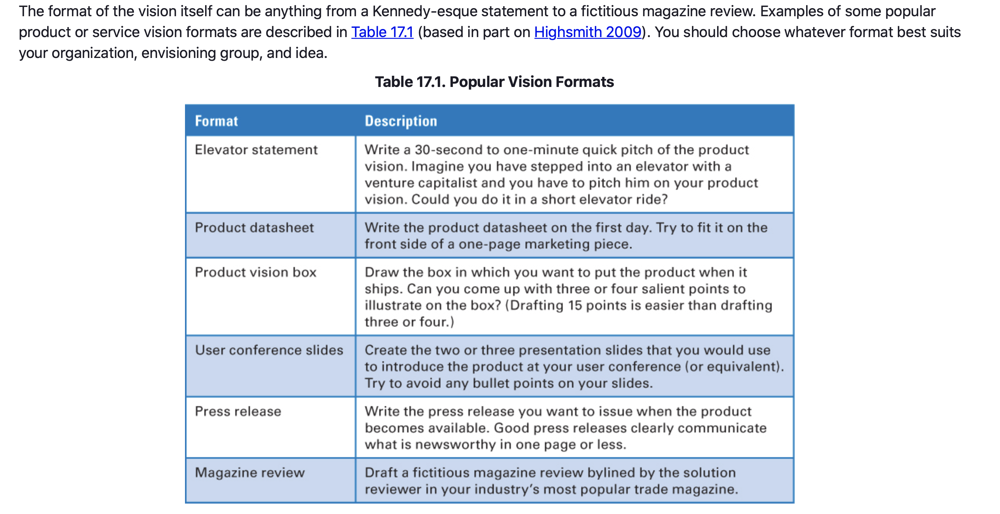 The format of the vision itself can be anything from a Kennedy-esque statement to a fictitious magazine review. Examples of some popular
product or service vision formats are described in Table 17.1 (based in part on Highsmith 2009). You should choose whatever format best suits
your organization, envisioning group, and idea.
Table 17.1. Popular Vision Formats
Format Description
Elevator statement Write a 30-second to one-minute quick pitch of the product
vision. Imagine you have stepped into an elevator with a
venture capitalist and you have to pitch him on your product
vision. Could you do it in a short elevator ride?
Product datasheet Write the product datasheet on the first day. Try to fit it on the
front side of a one-page marketing piece.
Product vision box Draw the box in which you want to put the product when it
ships. Can you come up with three or four salient points to
illustrate on the box? (Drafting 15 points is easier than drafting
three or four.)
User conference slides Create the two or three presentation slides that you would use
to introduce the product at your user conference (or equivalent).
Try to avoid any bullet points on your slides.
Press release Write the press release you want to issue when the product
becomes available. Good press releases clearly communicate
what is newsworthy in one page or less.
Magazine review Draft a fictitious magazine review bylined by the solution
reviewer in your industry's most popular trade magazine.